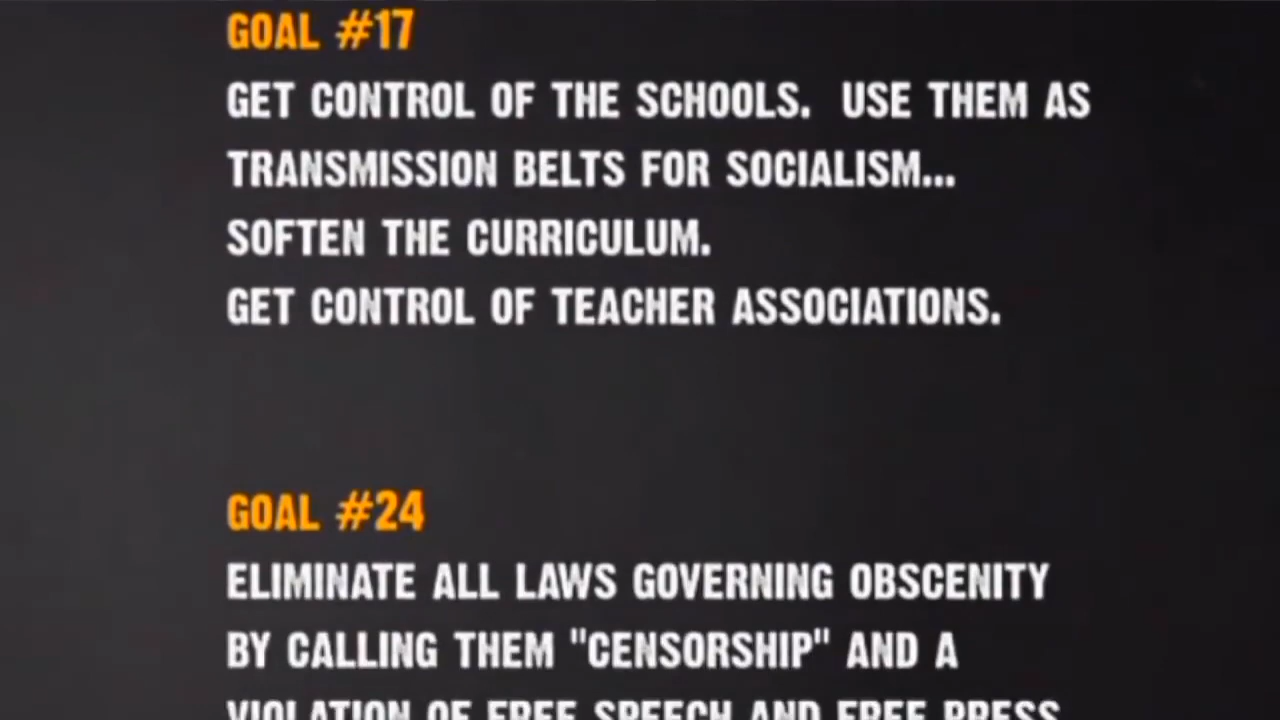 GOAL #17
GET CONTROL OF THE SCHOOLS.  USE THEM AS
TRANSMISSION BELTS FOR SOCIALISM...
SOFTEN THE CURRICULUM.
GET CONTROL OF TEACHER ASSOCIATIONS.
GOAL #24
ELIMINATE ALL LAWS GOVERNING OBSCENITY
BY CALLING THEM "CENSORSHIP" AND A
VIOLATION OF FREE SPEECH AND FREE PRESS